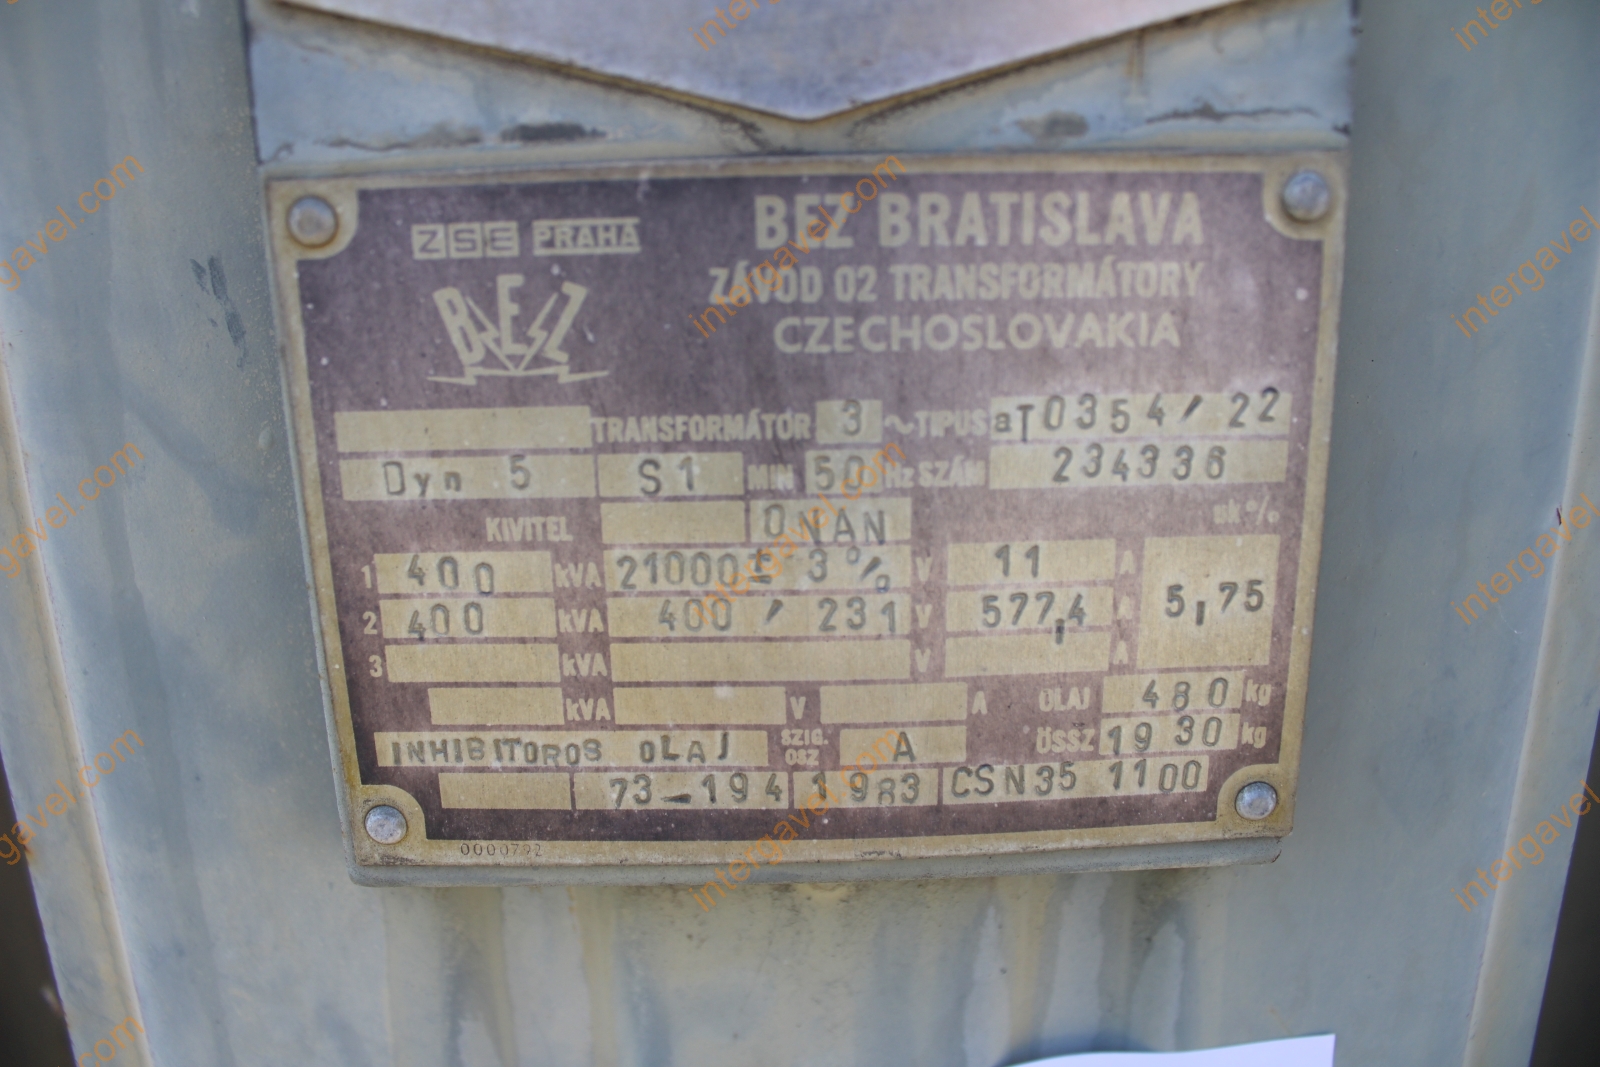 ZSE PRAHA
BEZ
BEZ BRATISLAVA
ZÁVOD 02 TRANSFORMÁTORY
CZECHOSLOVAKIA
TRANSFORMÁTOR 3 ~ TIPUS aTO354/22
Dyn 5 S1 MIN 50 Hz SZÁM 234336
KIVITEL ONAN uk%
1 400 kVA 21000± 3% V 11 A
2 400 kVA 400 / 231 V 577,4 A 5,75
3 kVA V A
kVA V A OLAJ 480 kg
INHIBITOROS OLAJ SZIG. OSZ A ÖSSZ 1930 kg
73-194 1983 CSN35 1100
0000792
intergavel.com